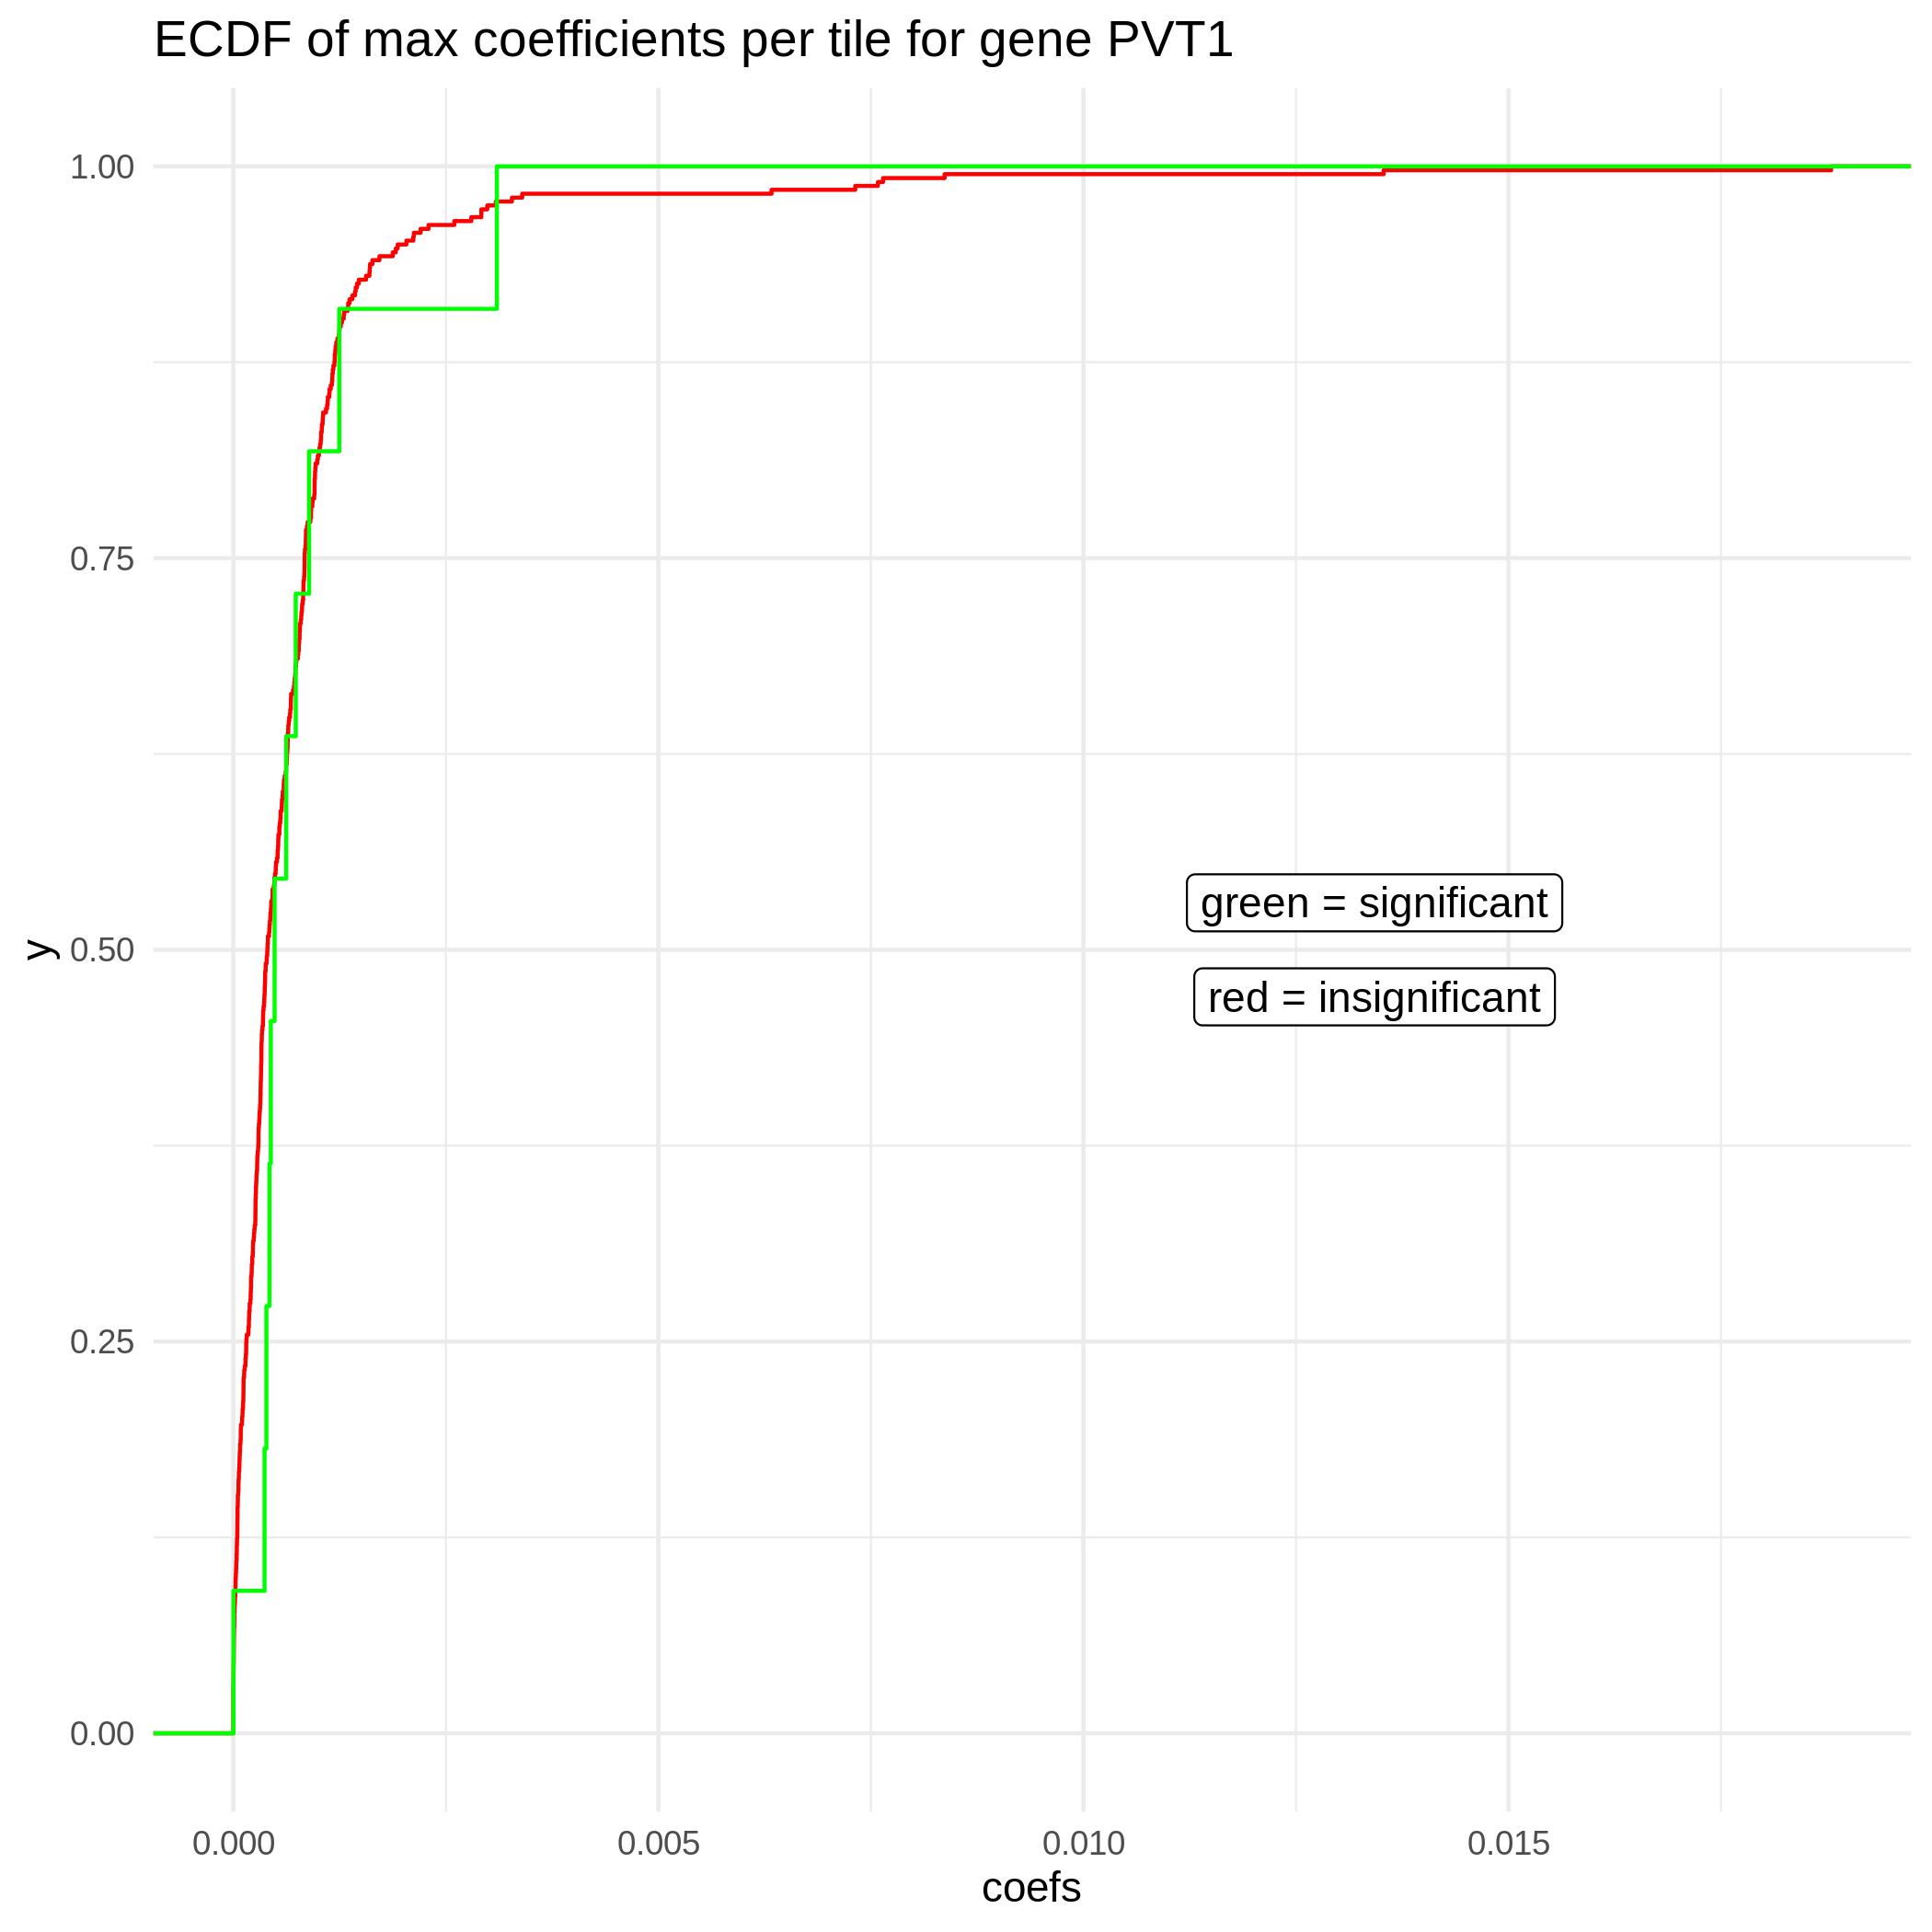 ECDF of max coefficients per tile for gene PVT1
1.00
0.75
0.50
0.25
0.00
y
green = significant
red = insignificant
0.000 0.005 0.010 0.015
coefs